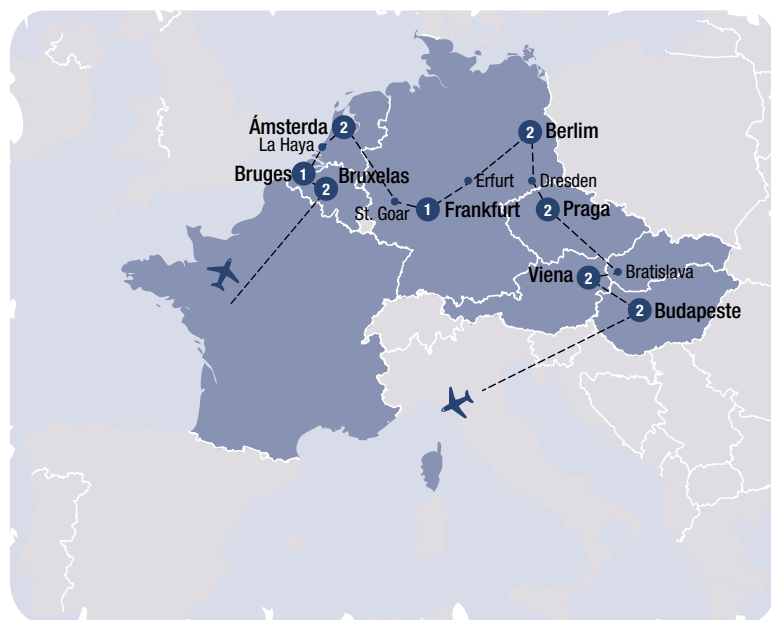 Ámsterda 2
La Haya
2 Berlim
Bruges 1
Bruxelas
2
Erfurt
Dresden
St. Goar
1 Frankfurt
2 Praga
Viena 2
Bratislava
2 Budapeste